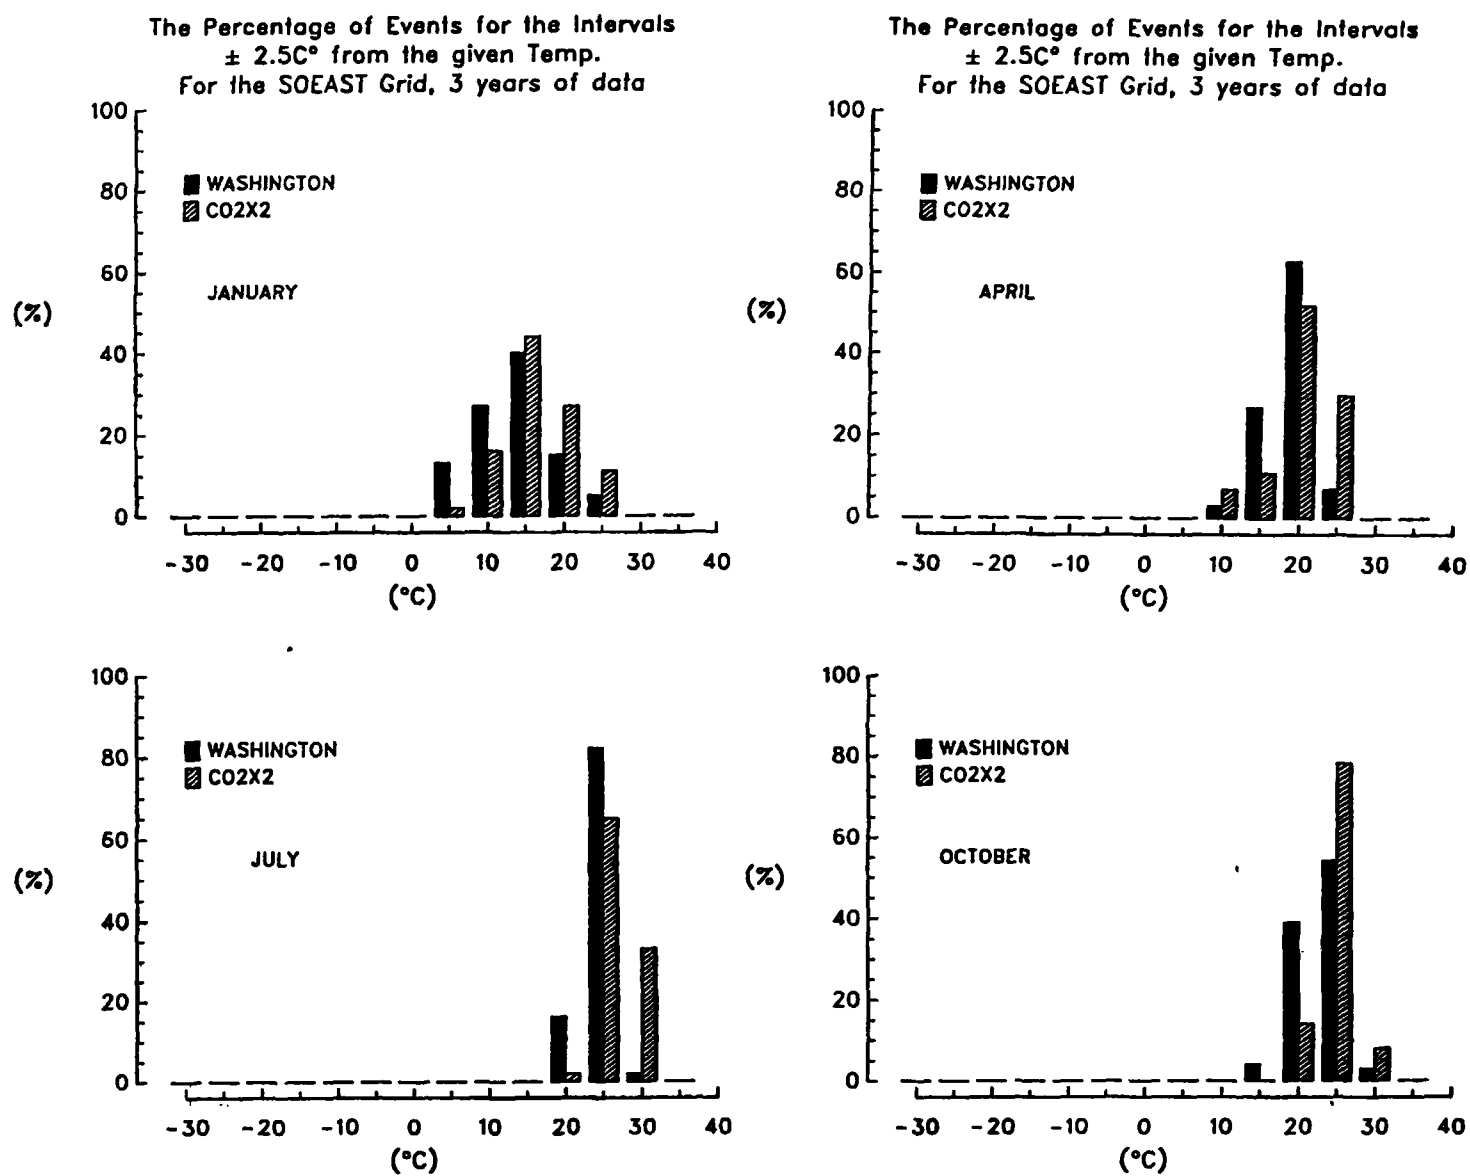 The Percentage of Events for the Intervals
± 2.5C° from the given Temp.
For the SOEAST Grid, 3 years of data
100
80
60
40
20
0
(%)
WASHINGTON
CO2X2
JANUARY
-30 -20 -10 0 10 20 30 40
(°C)
The Percentage of Events for the Intervals
± 2.5C° from the given Temp.
For the SOEAST Grid, 3 years of data
100
80
60
40
20
0
(%)
WASHINGTON
CO2X2
APRIL
-30 -20 -10 0 10 20 30 40
(°C)
100
80
60
40
20
0
(%)
WASHINGTON
CO2X2
JULY
-30 -20 -10 0 10 20 30 40
(°C)
100
80
60
40
20
0
(%)
WASHINGTON
CO2X2
OCTOBER
-30 -20 -10 0 10 20 30 40
(°C)